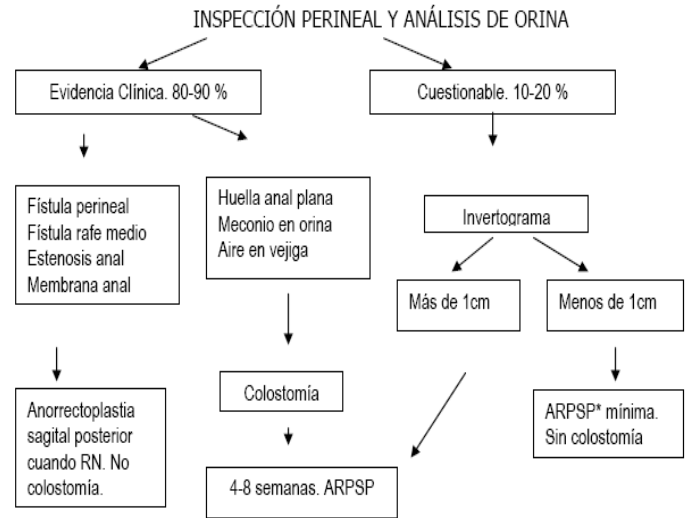 INSPECCIÓN PERINEAL Y ANÁLISIS DE ORINA
Evidencia Clínica. 80-90 %
Cuestionable. 10-20 %
Fístula perineal
Fístula rafe medio
Estenosis anal
Membrana anal
Huella anal plana
Meconio en orina
Aire en vejiga
Invertograma
Más de 1cm
Menos de 1cm
Anorrectoplastia
sagital posterior
cuando RN. No
colostomía.
Colostomía
ARPSP* mínima.
Sin colostomía
4-8 semanas. ARPSP